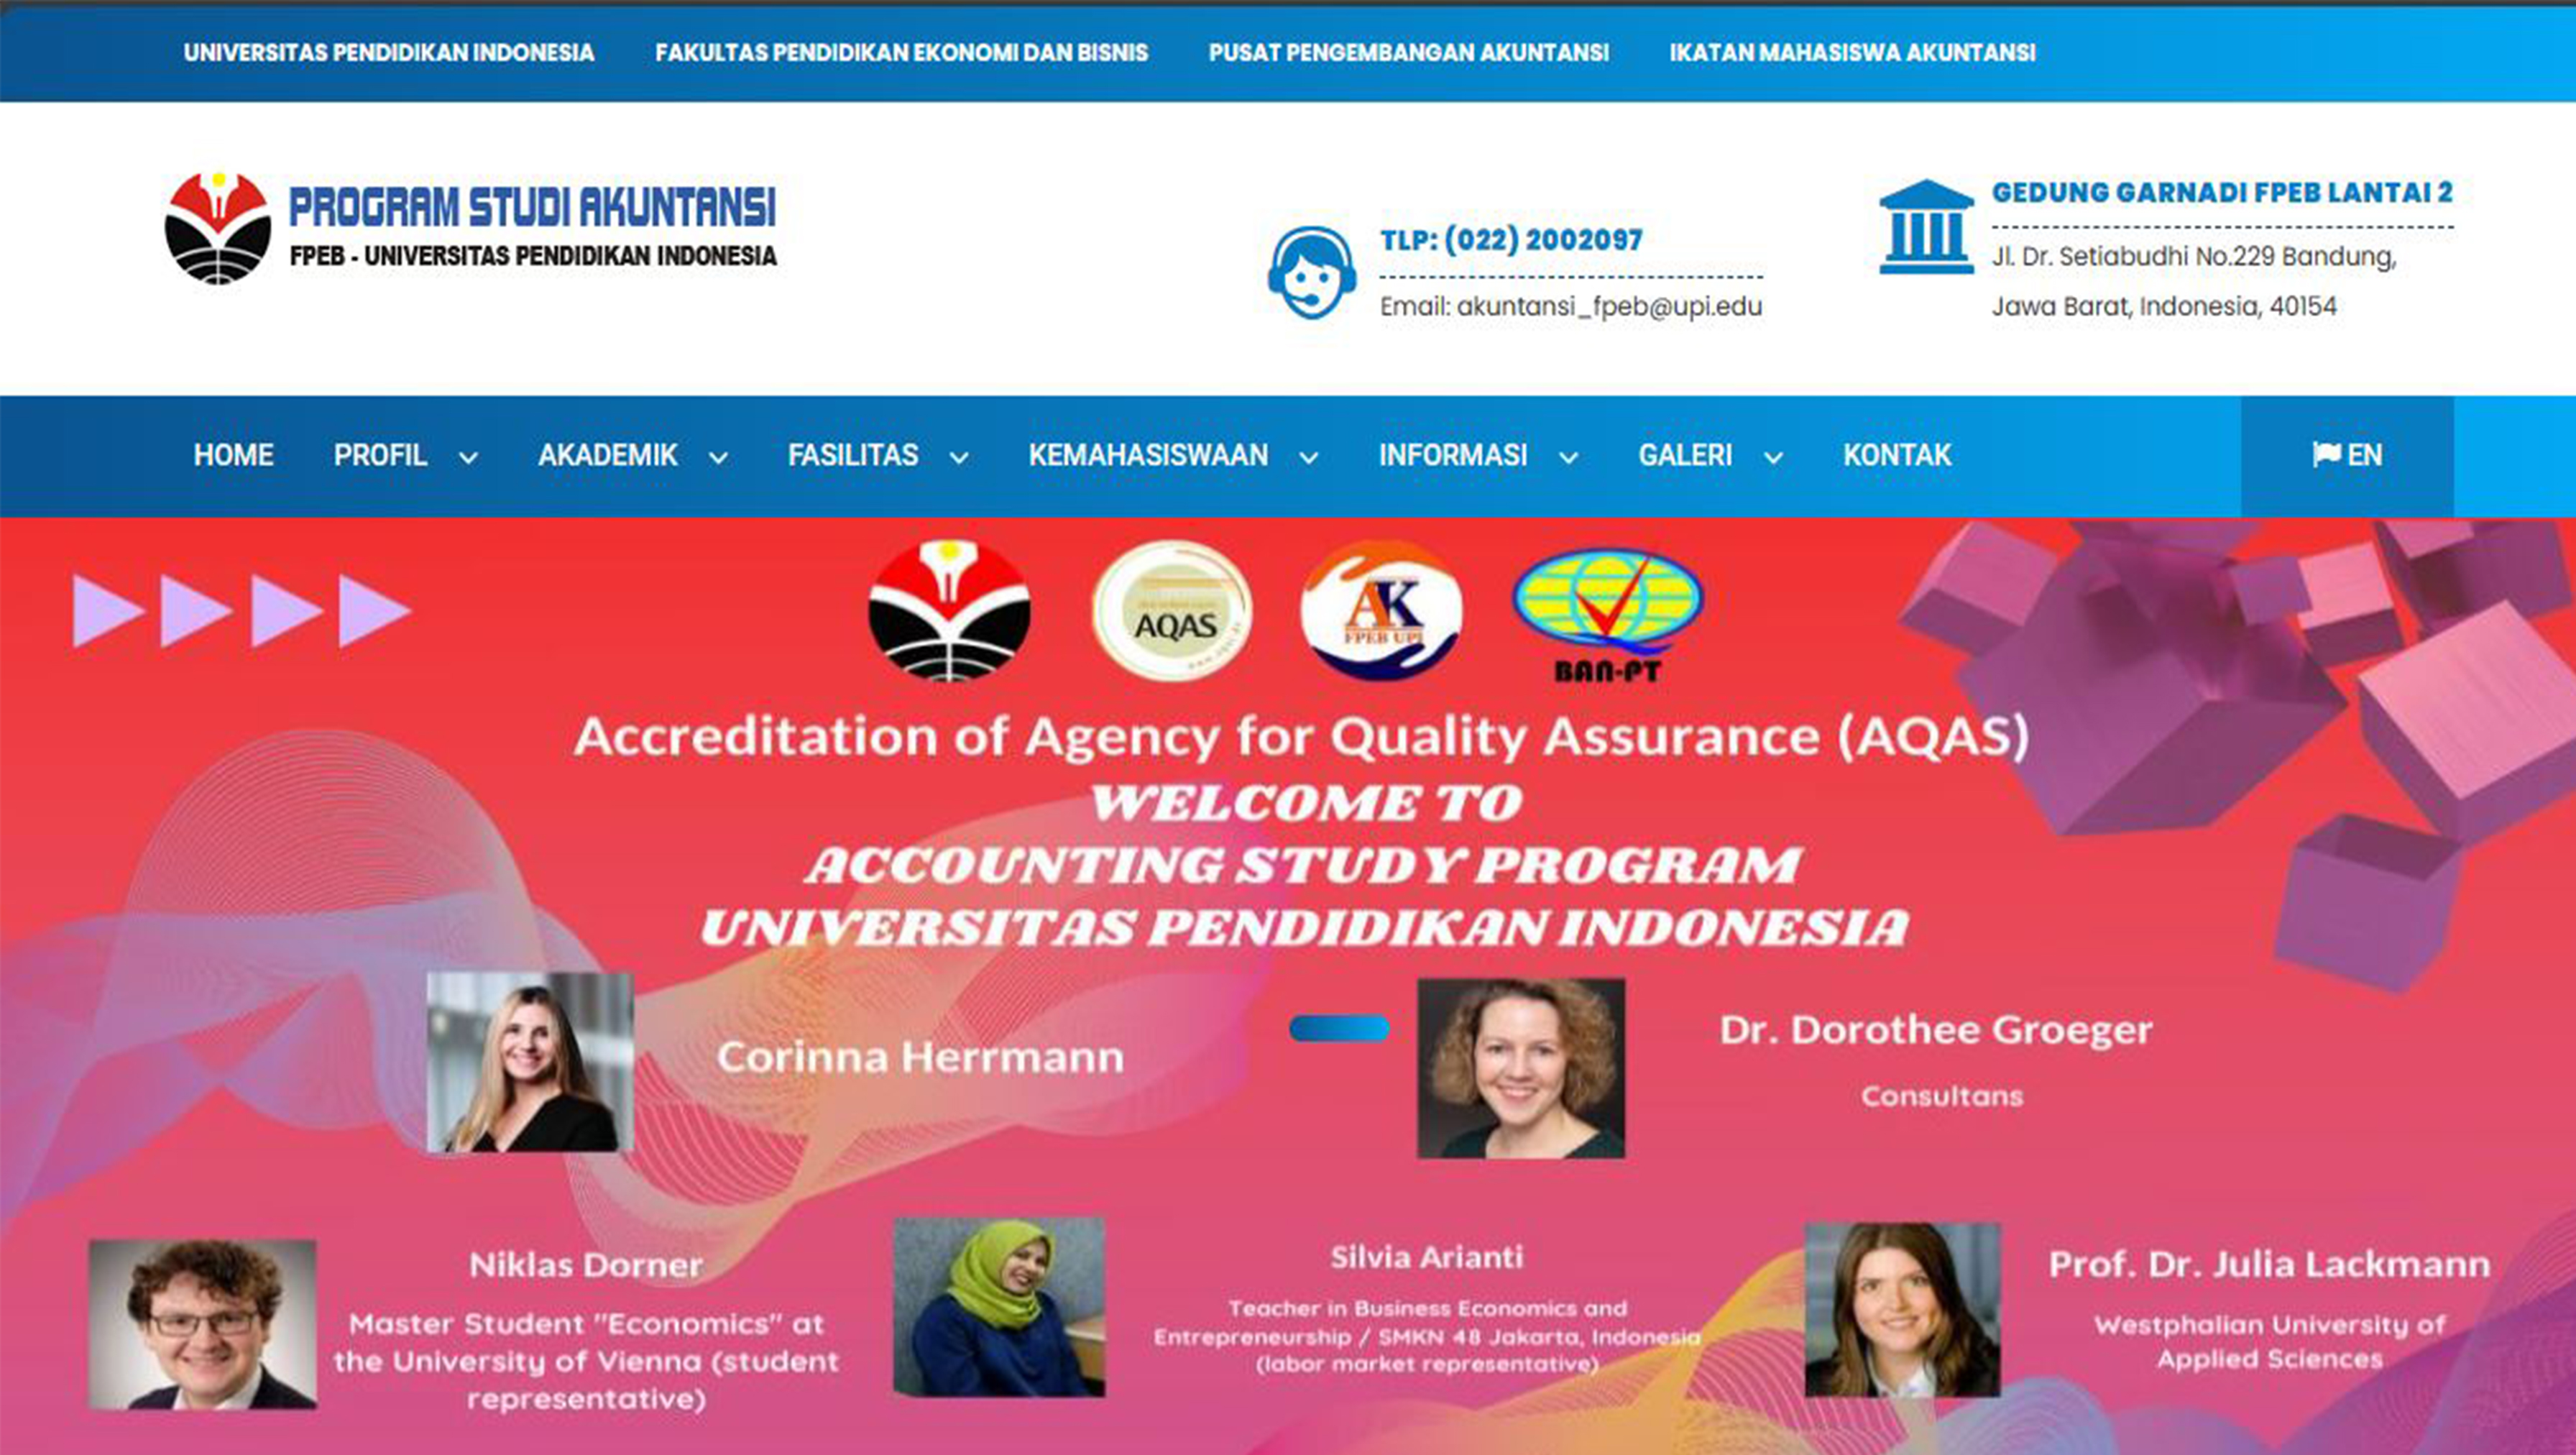 UNIVERSITAS PENDIDIKAN INDONESIA
FAKULTAS PENDIDIKAN EKONOMI DAN BISNIS
PUSAT PENGEMBANGAN AKUNTANSI
IKATAN MAHASISWA AKUNTANSI
PROGRAM STUDI AKUNTANSI
FPEB - UNIVERSITAS PENDIDIKAN INDONESIA
TLP: (022) 2002097
Email: akuntansi_fpeb@upi.edu
GEDUNG GARNADI FPEB LANTAI 2
Jl. Dr. Setiabudhi No.229 Bandung,
Jawa Barat, Indonesia, 40154
HOME
PROFIL
AKADEMIK
FASILITAS
KEMAHASISWAAN
INFORMASI
GALERI
KONTAK
EN
AQAS
AK
FPEB UPI
BAN-PT
Accreditation of Agency for Quality Assurance (AQAS)
WELCOME TO
ACCOUNTING STUDY PROGRAM
UNIVERSITAS PENDIDIKAN INDONESIA
Corinna Herrmann
Dr. Dorothee Groeger
Consultans
Niklas Dorner
Master Student "Economics" at
the University of Vienna (student
representative)
Silvia Arianti
Teacher in Business Economics and
Entrepreneurship / SMKN 48 Jakarta, Indonesia
(labor market representative)
Prof. Dr. Julia Lackmann
Westphalian University of
Applied Sciences